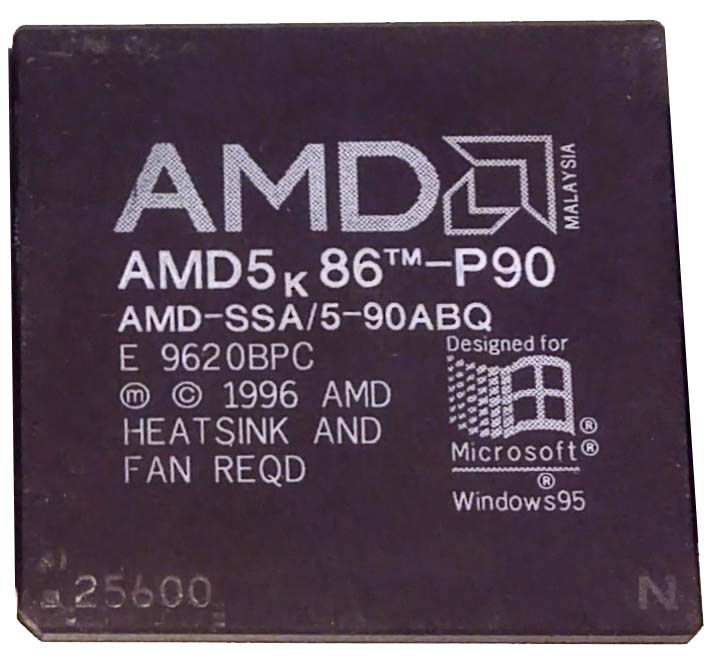 AMD
MALAYSIA
AMD5K86™-P90
AMD-SSA/5-90ABQ
E 9620BPC
ⓜ © 1996 AMD
HEATSINK AND
FAN REQD
Designed for
®
Microsoft®
®
Windows95
25600
N